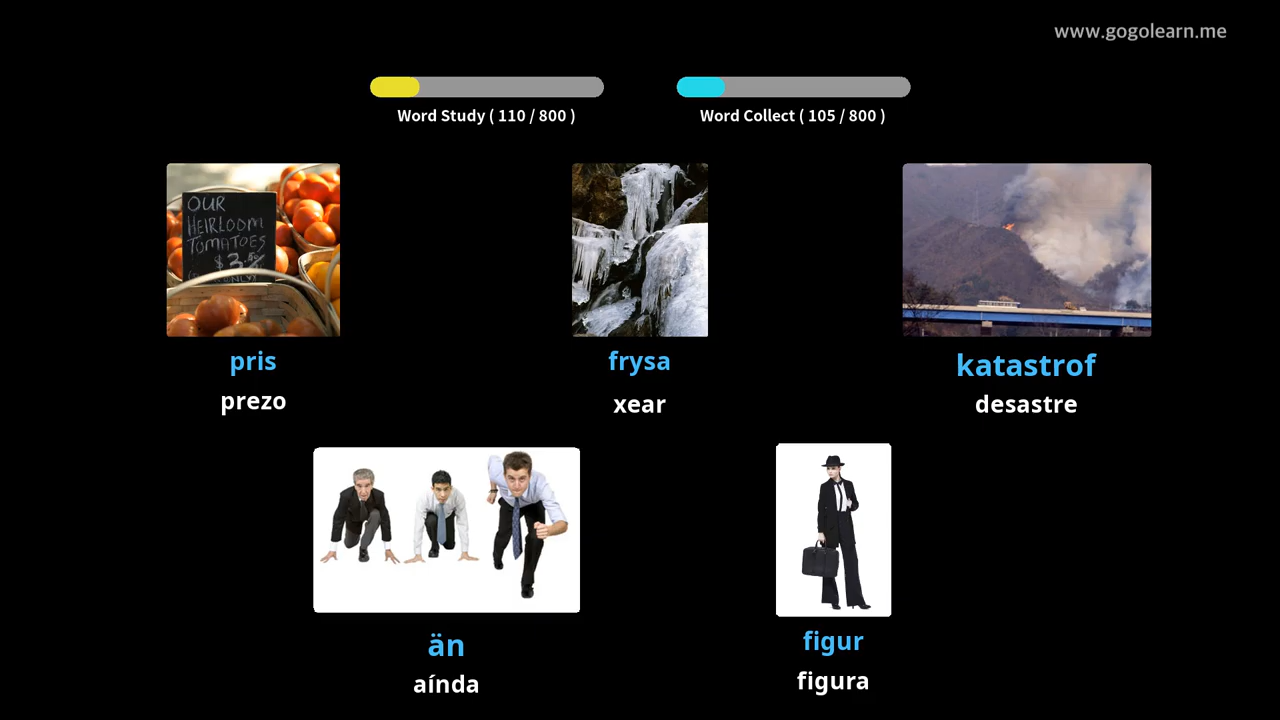 www.gogolearn.me
Word Study ( 110 / 800 )
Word Collect ( 105 / 800 )
OUR
HEIRLOOM
TOMATOES
pris
prezo
frysa
xear
katastrof
desastre
än
aínda
figur
figura